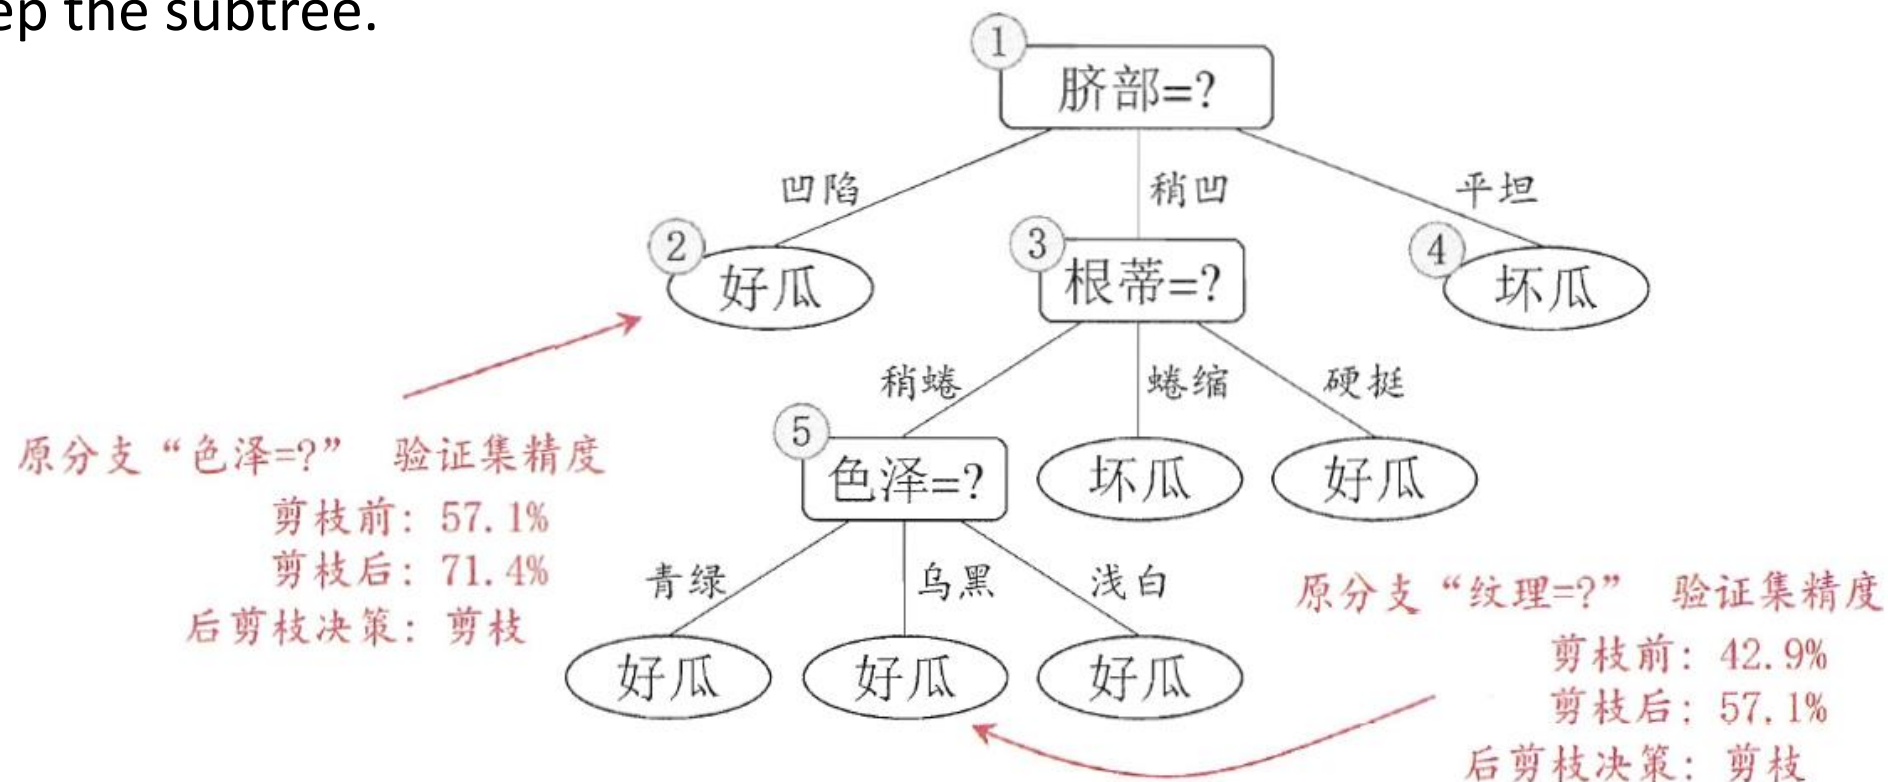 ep the subtree.
1
脐部=?
凹陷
稍凹
平坦
2
好瓜
3
根蒂=?
4
坏瓜
稍蜷
蜷缩
硬挺
原分支“色泽=?” 验证集精度
剪枝前: 57.1%
剪枝后: 71.4%
后剪枝决策: 剪枝
5
色泽=?
坏瓜
好瓜
青绿
乌黑
浅白
好瓜
好瓜
好瓜
原分支“纹理=?” 验证集精度
剪枝前: 42.9%
剪枝后: 57.1%
后剪枝决策: 剪枝